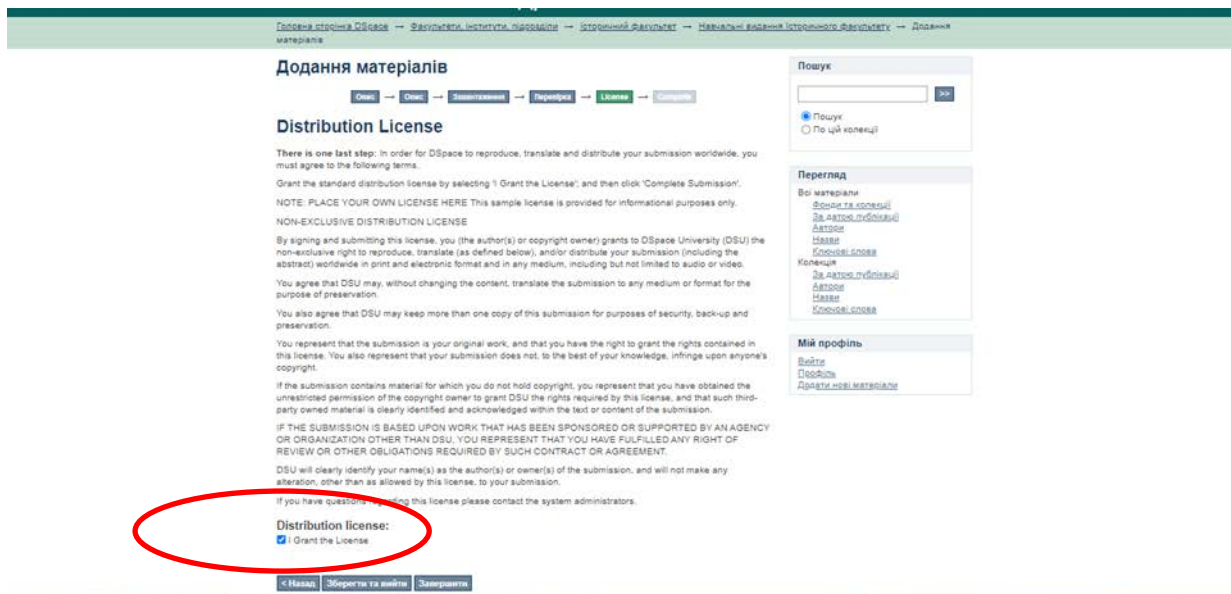 Головна сторінка DSpace → Факультети, інститути, підрозділи → Історичний факультет → Навчальні видання Історичного факультету → Додання
матеріалів
Додання матеріалів
Опис → Опис → Завантаження → Перевірка → License → Complete
Distribution License
There is one last step: In order for DSpace to reproduce, translate and distribute your submission worldwide, you
must agree to the following terms.
Grant the standard distribution license by selecting 'I Grant the License'; and then click 'Complete Submission'.
NOTE: PLACE YOUR OWN LICENSE HERE This sample license is provided for informational purposes only.
NON-EXCLUSIVE DISTRIBUTION LICENSE
By signing and submitting this license, you (the author(s) or copyright owner) grants to DSpace University (DSU) the
non-exclusive right to reproduce, translate (as defined below), and/or distribute your submission (including the
abstract) worldwide in print and electronic format and in any medium, including but not limited to audio or video.
You agree that DSU may, without changing the content, translate the submission to any medium or format for the
purpose of preservation.
You also agree that DSU may keep more than one copy of this submission for purposes of security, back-up and
preservation.
You represent that the submission is your original work, and that you have the right to grant the rights contained in
this license. You also represent that your submission does not, to the best of your knowledge, infringe upon anyone's
copyright.
If the submission contains material for which you do not hold copyright, you represent that you have obtained the
unrestricted permission of the copyright owner to grant DSU the rights required by this license, and that such third-
party owned material is clearly identified and acknowledged within the text or content of the submission.
IF THE SUBMISSION IS BASED UPON WORK THAT HAS BEEN SPONSORED OR SUPPORTED BY AN AGENCY
OR ORGANIZATION OTHER THAN DSU, YOU REPRESENT THAT YOU HAVE FULFILLED ANY RIGHT OF
REVIEW OR OTHER OBLIGATIONS REQUIRED BY SUCH CONTRACT OR AGREEMENT.
DSU will clearly identify your name(s) as the author(s) or owner(s) of the submission, and will not make any
alteration, other than as allowed by this license, to your submission.
If you have questions regarding this license please contact the system administrators.
Distribution license:
I Grant the License
< Назад Зберегти та вийти Завершити
Пошук
>>
Пошук
По цій колекції
Перегляд
Всі матеріали
Фонди та колекції
За датою публікації
Автори
Назви
Ключові слова
Колекція
За датою публікації
Автори
Назви
Ключові слова
Мій профіль
Вийти
Профіль
Додати нові матеріали